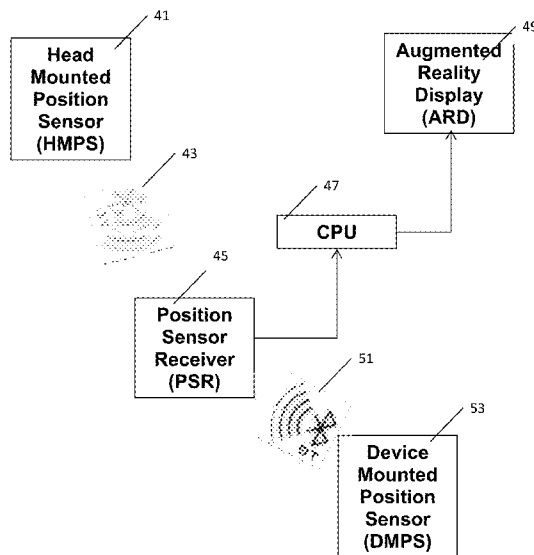 41
Head
Mounted
Position
Sensor
(HMPS)
49
Augmented
Reality
Display
(ARD)
43
47
CPU
45
Position
Sensor
Receiver
(PSR)
51
53
Device
Mounted
Position
Sensor
(DMPS)